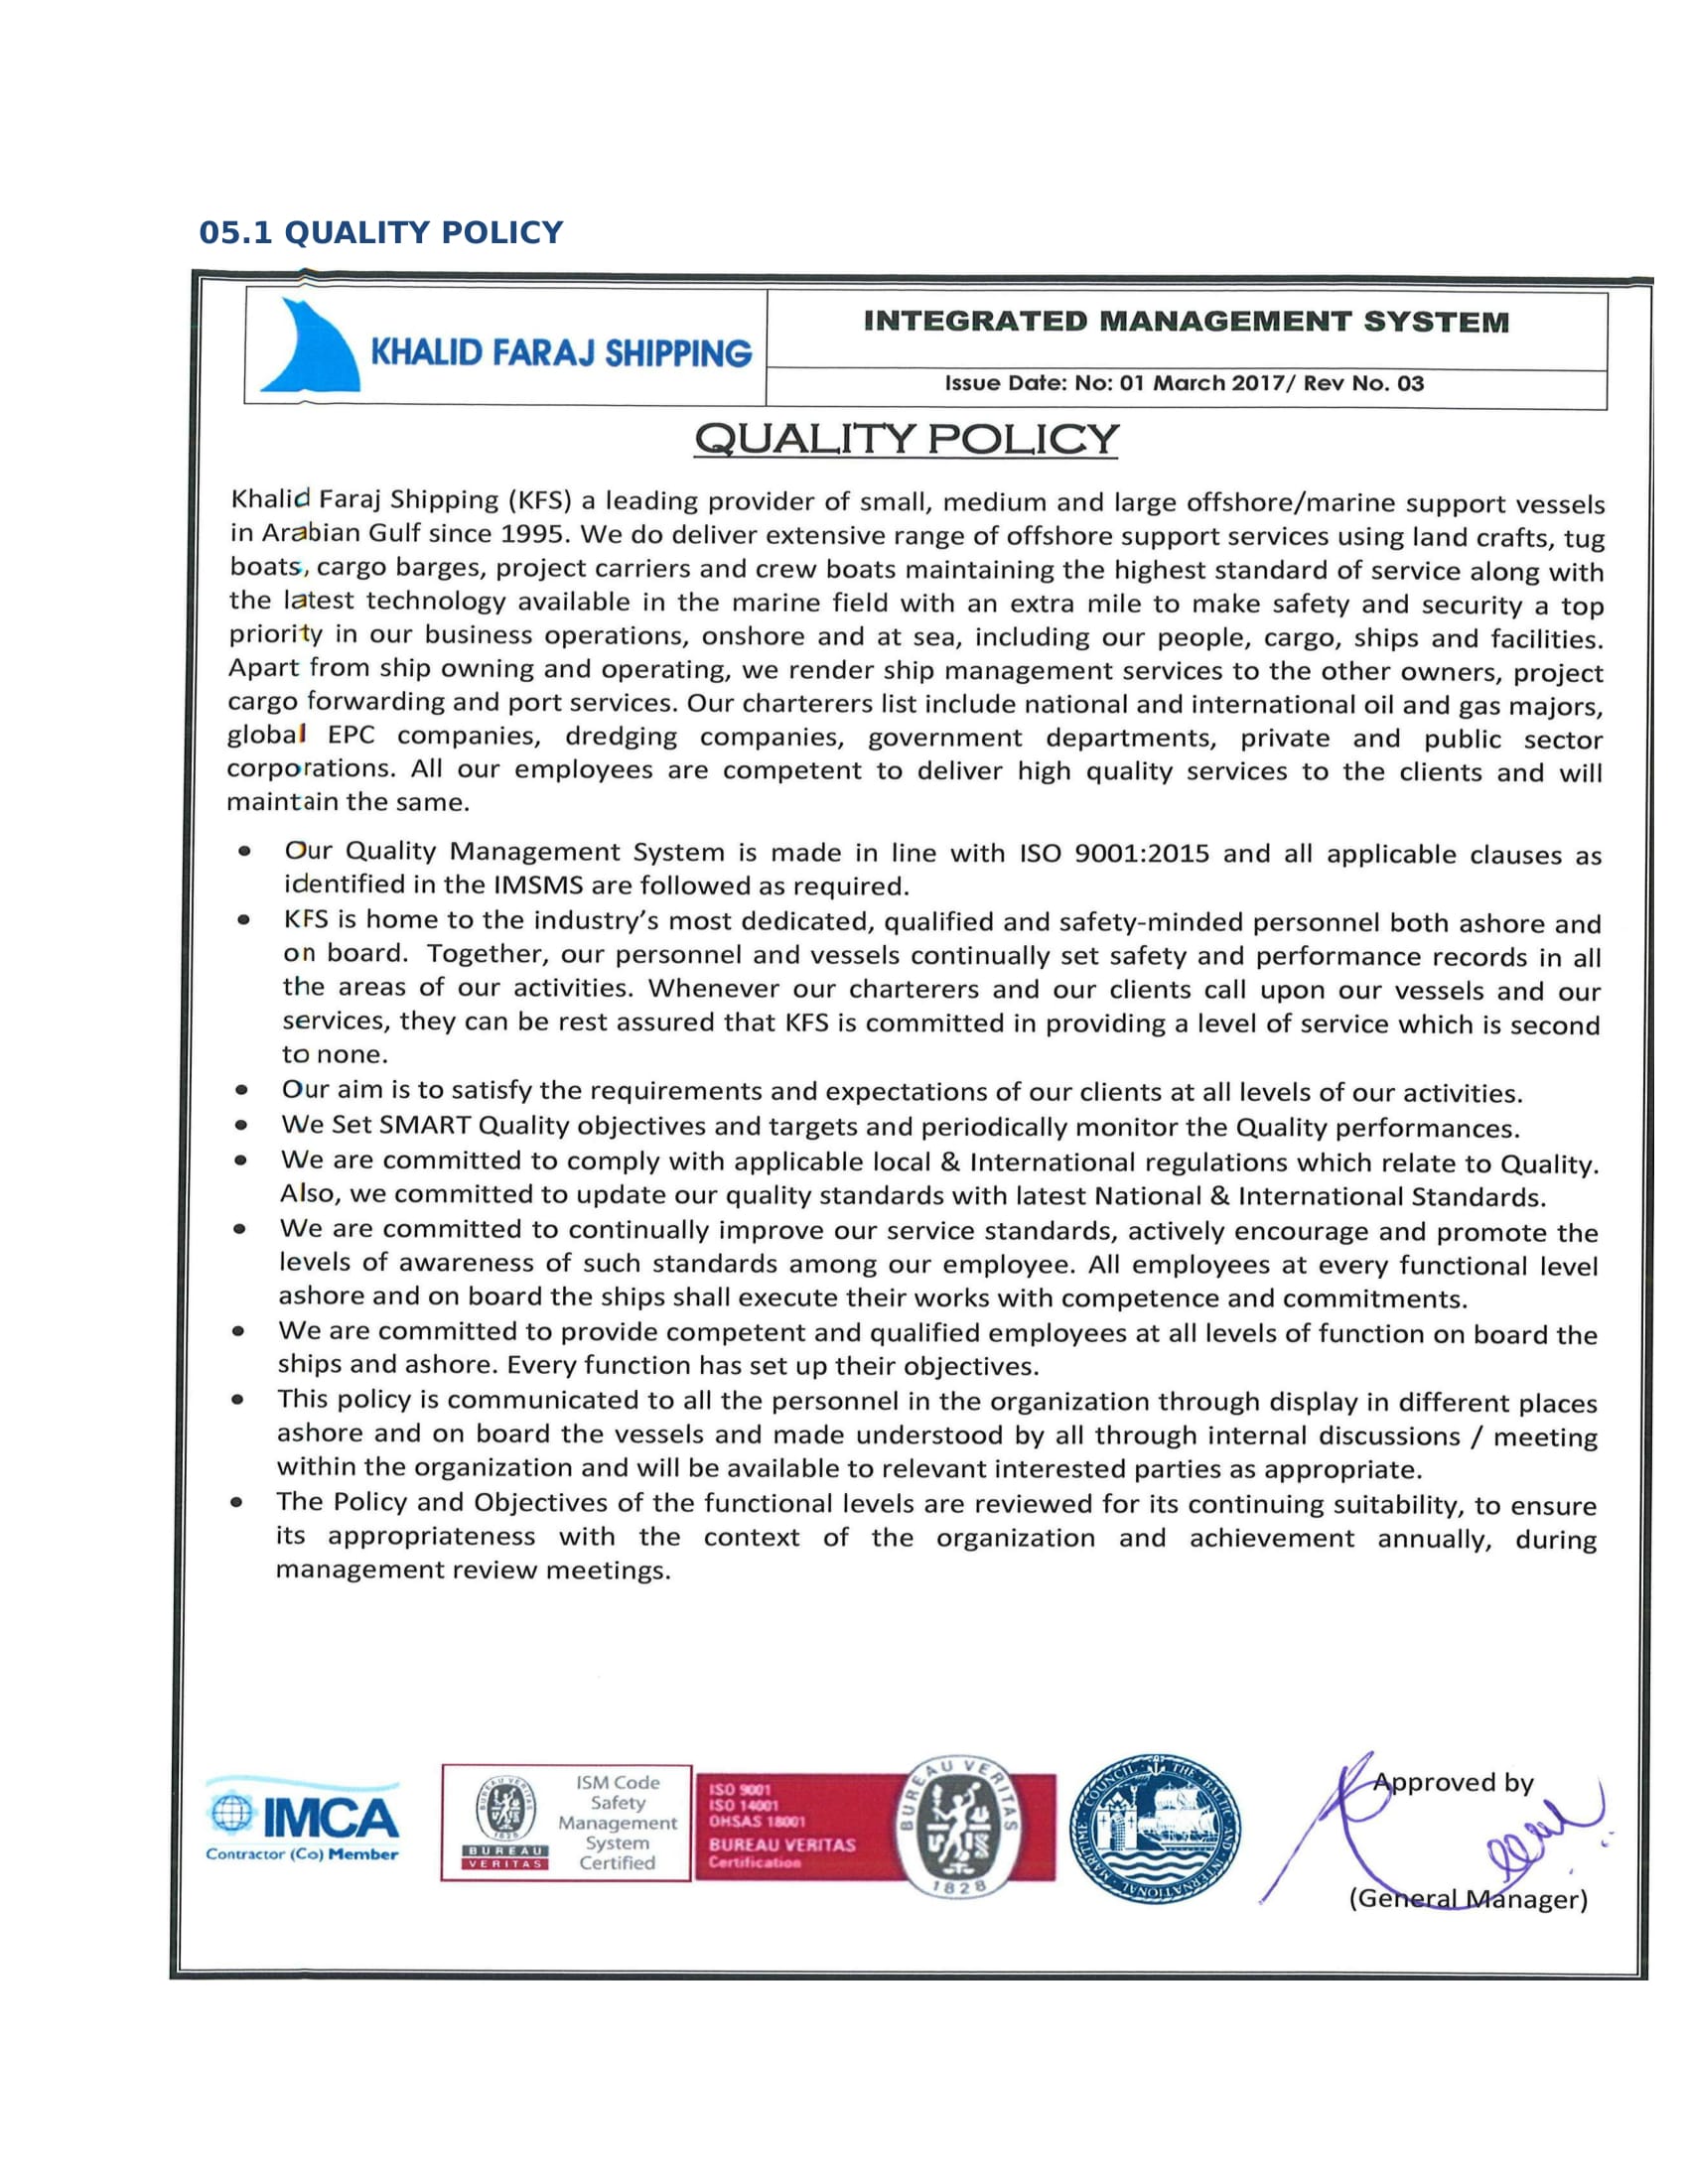 05.1 QUALITY POLICY
KHALID FARAJ SHIPPING
INTEGRATED MANAGEMENT SYSTEM
Issue Date: No: 01 March 2017/ Rev No. 03
QUALITY POLICY
Khalid Faraj Shipping (KFS) a leading provider of small, medium and large offshore/marine support vessels
in Arabian Gulf since 1995. We do deliver extensive range of offshore support services using land crafts, tug
boats, cargo barges, project carriers and crew boats maintaining the highest standard of service along with
the latest technology available in the marine field with an extra mile to make safety and security a top
priority in our business operations, onshore and at sea, including our people, cargo, ships and facilities.
Apart from ship owning and operating, we render ship management services to the other owners, project
cargo forwarding and port services. Our charterers list include national and international oil and gas majors,
global EPC companies, dredging companies, government departments, private and public sector
corporations. All our employees are competent to deliver high quality services to the clients and will
maintain the same.
• Our Quality Management System is made in line with ISO 9001:2015 and all applicable clauses as
identified in the IMSMS are followed as required.
• KFS is home to the industry's most dedicated, qualified and safety-minded personnel both ashore and
on board. Together, our personnel and vessels continually set safety and performance records in all
the areas of our activities. Whenever our charterers and our clients call upon our vessels and our
services, they can be rest assured that KFS is committed in providing a level of service which is second
to none.
• Our aim is to satisfy the requirements and expectations of our clients at all levels of our activities.
• We Set SMART Quality objectives and targets and periodically monitor the Quality performances.
• We are committed to comply with applicable local & International regulations which relate to Quality.
Also, we committed to update our quality standards with latest National & International Standards.
• We are committed to continually improve our service standards, actively encourage and promote the
levels of awareness of such standards among our employee. All employees at every functional level
ashore and on board the ships shall execute their works with competence and commitments.
• We are committed to provide competent and qualified employees at all levels of function on board the
ships and ashore. Every function has set up their objectives.
• This policy is communicated to all the personnel in the organization through display in different places
ashore and on board the vessels and made understood by all through internal discussions / meeting
within the organization and will be available to relevant interested parties as appropriate.
• The Policy and Objectives of the functional levels are reviewed for its continuing suitability, to ensure
its appropriateness with the context of the organization and achievement annually, during
management review meetings.
IMCA
Contractor (Co) Member
BUREAU VERITAS
1828
BUREAU
VERITAS
ISM Code
Safety
Management
System
Certified
ISO 9001
ISO 14001
OHSAS 18001
BUREAU VERITAS
Certification
BUREAU VERITAS
1828
THE · BALTIC · AND · INTERNATIONAL · MARITIME · COUNCIL
Approved by
(General Manager)